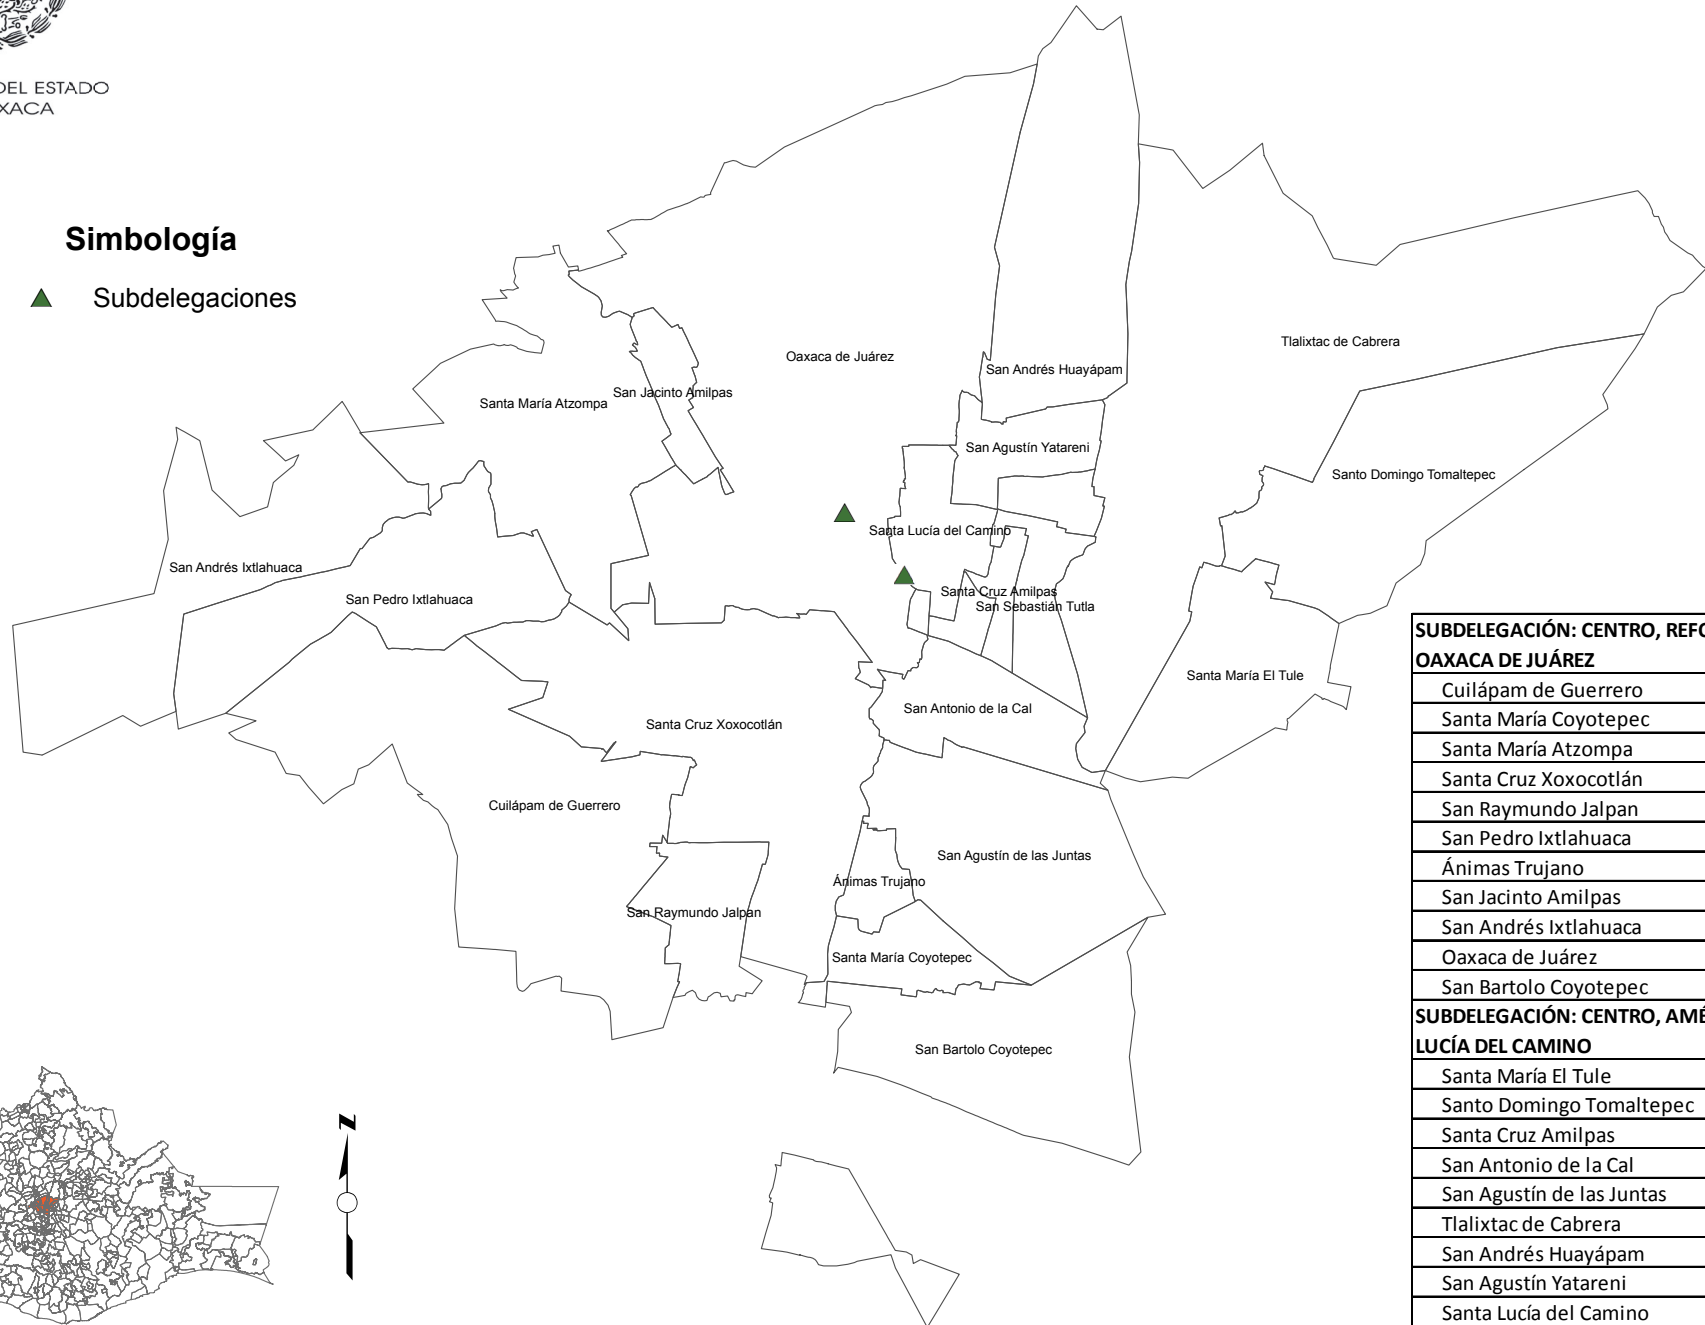 DEL ESTADO
XACA
Simbología
Subdelegaciones
Oaxaca de Juárez
Tlalixtac de Cabrera
San Andrés Huayápam
San Jacinto Amilpas
Santa María Atzompa
San Agustín Yatareni
Santo Domingo Tomaltepec
Santa Lucía del Camino
San Andrés Ixtlahuaca
Santa Cruz Amilpas
San Pedro Ixtlahuaca
San Sebastián Tutla
Santa María El Tule
San Antonio de la Cal
Santa Cruz Xoxocotlán
Cuilápam de Guerrero
San Agustín de las Juntas
Ánimas Trujano
San Raymundo Jalpan
Santa María Coyotepec
San Bartolo Coyotepec
N
SUBDELEGACIÓN: CENTRO, REFO
OAXACA DE JUÁREZ
Cuilápam de Guerrero
Santa María Coyotepec
Santa María Atzompa
Santa Cruz Xoxocotlán
San Raymundo Jalpan
San Pedro Ixtlahuaca
Ánimas Trujano
San Jacinto Amilpas
San Andrés Ixtlahuaca
Oaxaca de Juárez
San Bartolo Coyotepec
SUBDELEGACIÓN: CENTRO, AMÉ
LUCÍA DEL CAMINO
Santa María El Tule
Santo Domingo Tomaltepec
Santa Cruz Amilpas
San Antonio de la Cal
San Agustín de las Juntas
Tlalixtac de Cabrera
San Andrés Huayápam
San Agustín Yatareni
Santa Lucía del Camino